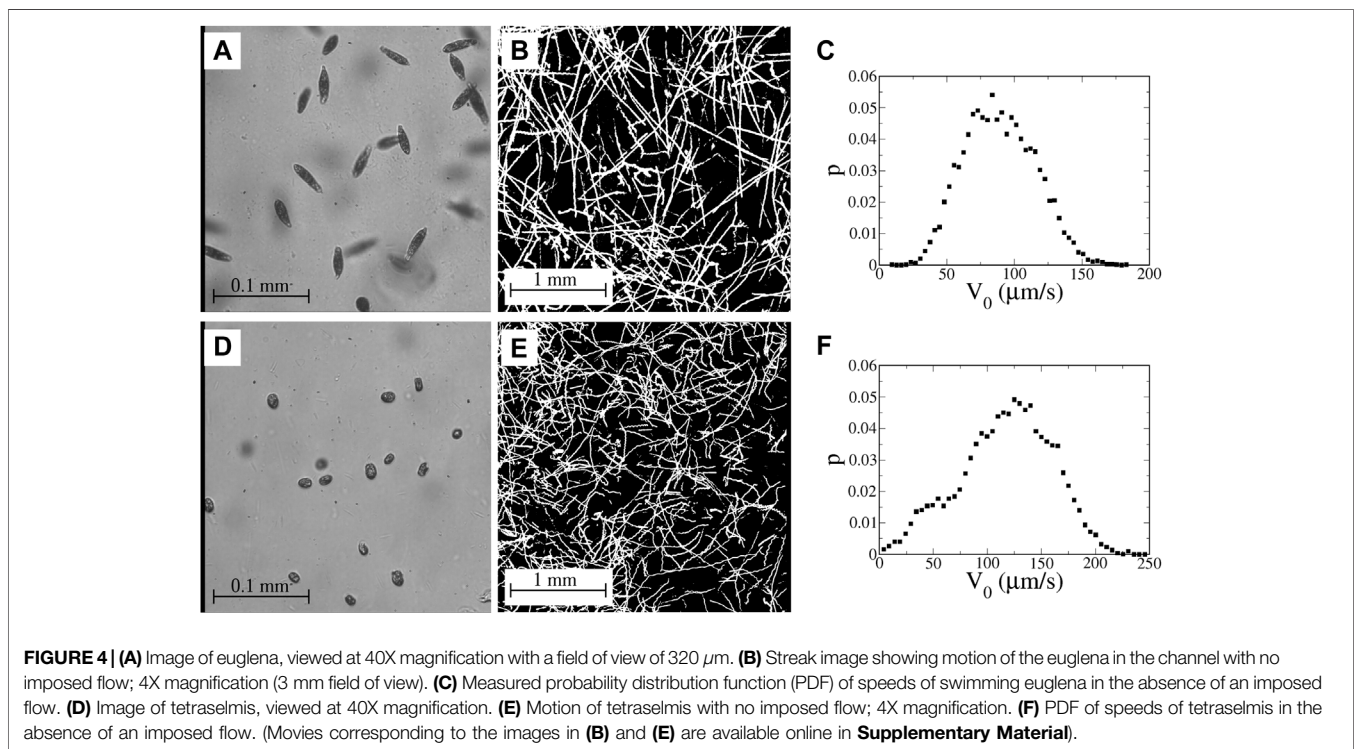 A
0.1 mm
B
1 mm
C
0.06
0.05
0.04
0.03
0.02
0.01
0
p
0 50 100 150 200
V0 (μm/s)
D
0.1 mm
E
1 mm
F
0.06
0.05
0.04
0.03
0.02
0.01
0
p
0 50 100 150 200 250
V0 (μm/s)
FIGURE 4 | (A) Image of euglena, viewed at 40X magnification with a field of view of 320 μm. (B) Streak image showing motion of the euglena in the channel with no
imposed flow; 4X magnification (3 mm field of view). (C) Measured probability distribution function (PDF) of speeds of swimming euglena in the absence of an imposed
flow. (D) Image of tetraselmis, viewed at 40X magnification. (E) Motion of tetraselmis with no imposed flow; 4X magnification. (F) PDF of speeds of tetraselmis in the
absence of an imposed flow. (Movies corresponding to the images in (B) and (E) are available online in Supplementary Material).